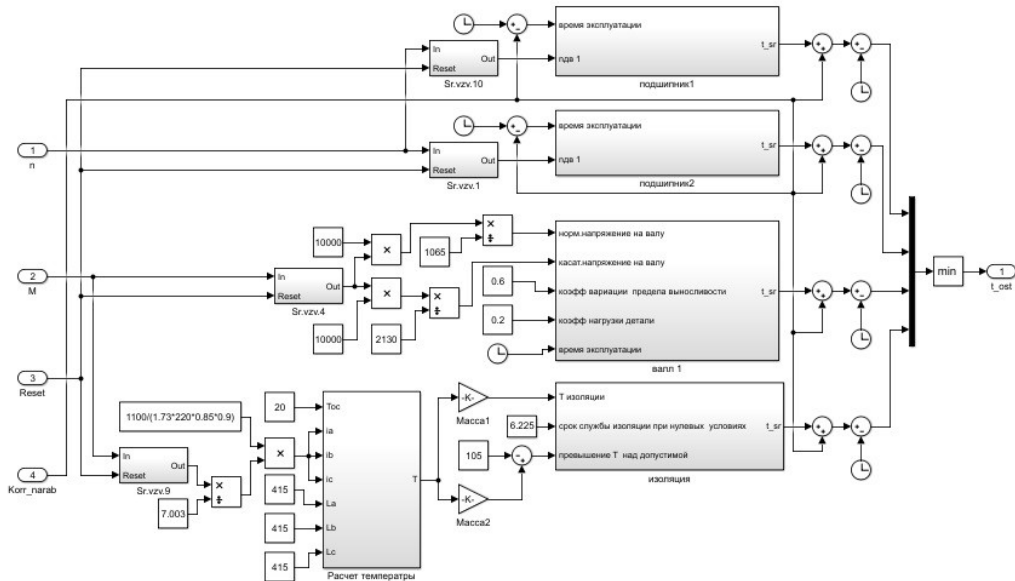 время эксплуатации
In
Out
Reset
nдв 1
t_sr
Sr.vzv.10
подшипник1
время эксплуатации
1
n
In
Out
Reset
nдв 1
t_sr
Sr.vzv.1
подшипник2
10000
×
×
÷
1065
норм.напряжение на валу
касат.напряжение на валу
2
M
In
Out
Reset
Sr.vzv.4
×
×
÷
10000
2130
0.6
коэфф вариации предела выносливости
t_sr
0.2
коэфф нагрузки детали
время эксплуатации
валл 1
min
1
t_ost
3
Reset
1100/(1.73*220*0.85*0.9)
20
Toc
ia
ib
ic
La
Lb
Lc
T
×
-K-
Масса1
T изоляции
6.225
срок службы изоляции при нулевых условиях
t_sr
105
превышение T над допустимой
изоляция
-K-
Масса2
4
Korr_narab
In
Out
Reset
Sr.vzv.9
×
÷
7.003
415
415
415
Расчет температры